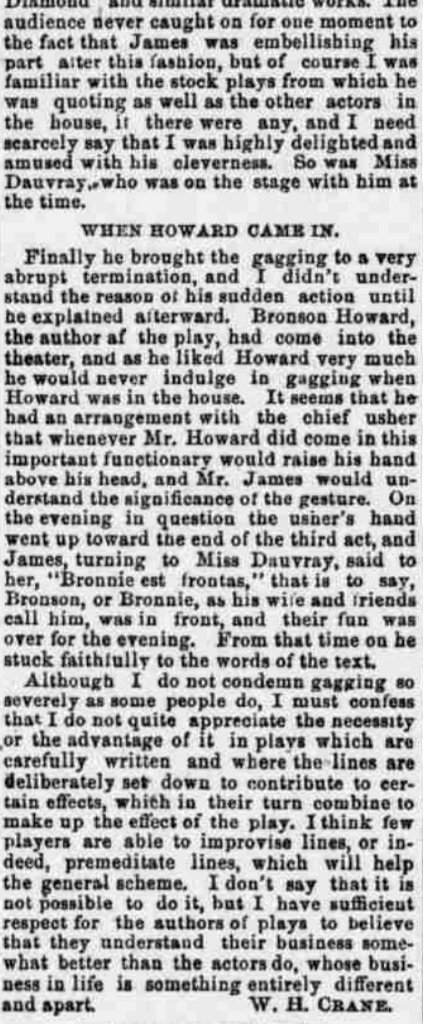 Diamond" and similar dramatic works. The
audience never caught on for one moment to
the fact that James was embellishing his
part after this fashion, but of course I was
familiar with the stock plays from which he
was quoting as well as the other actors in
the house, if there were any, and I need
scarcely say that I was highly delighted and
amused with his cleverness. So was Miss
Dauvray, who was on the stage with him at
the time.
WHEN HOWARD CAME IN.
Finally he brought the gagging to a very
abrupt termination, and I didn't under-
stand the reason of his sudden action until
he explained afterward. Bronson Howard,
the author af the play, had come into the
theater, and as he liked Howard very much
he would never indulge in gagging when
Howard was in the house. It seems that he
had an arrangement with the chief usher
that whenever Mr. Howard did come in this
important functionary would raise his hand
above his head, and Mr. James would un-
derstand the significance of the gesture. On
the evening in question the usher's hand
went up toward the end of the third act, and
James, turning to Miss Dauvray, said to
her, "Bronnie est frontas," that is to say,
Bronson, or Bronnie, as his wife and friends
call him, was in front, and their fun was
over for the evening. From that time on he
stuck faithfully to the words of the text.
Although I do not condemn gagging so
severely as some people do, I must confess
that I do not quite appreciate the necessity
or the advantage of it in plays which are
carefully written and where the lines are
deliberately set down to contribute to cer-
tain effects, which in their turn combine to
make up the effect of the play. I think few
players are able to improvise lines, or in-
deed, premeditate lines, which will help
the general scheme. I don't say that it is
not possible to do it, but I have sufficient
respect for the authors of plays to believe
that they understand their business some-
what better than the actors do, whose busi-
ness in life is something entirely different
and apart. W. H. CRANE.